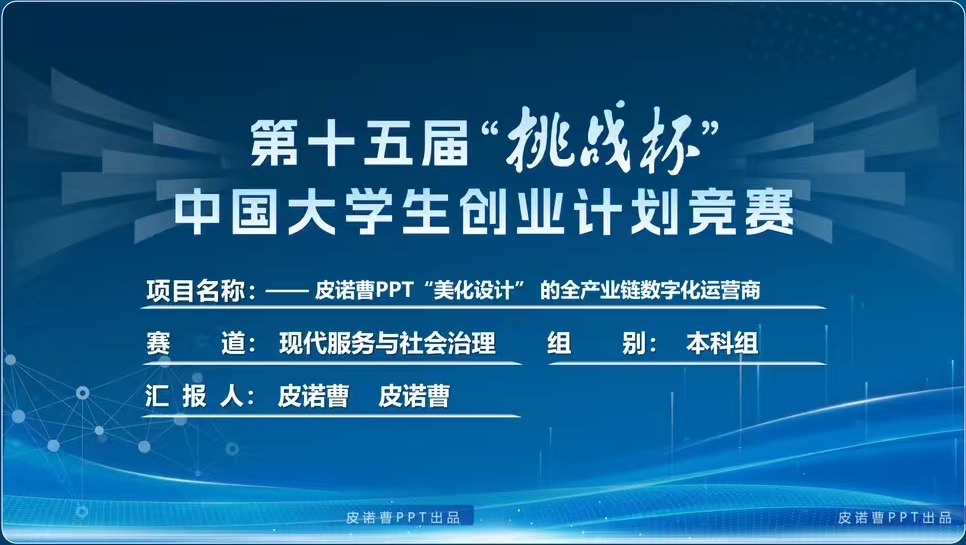 第十五届“挑战杯”
中国大学生创业计划竞赛
项目名称：—— 皮诺曹PPT“美化设计” 的全产业链数字化运营商
赛 道： 现代服务与社会治理 组 别： 本科组
汇 报 人： 皮诺曹 皮诺曹
皮诺曹PPT出品 皮诺曹PPT出品